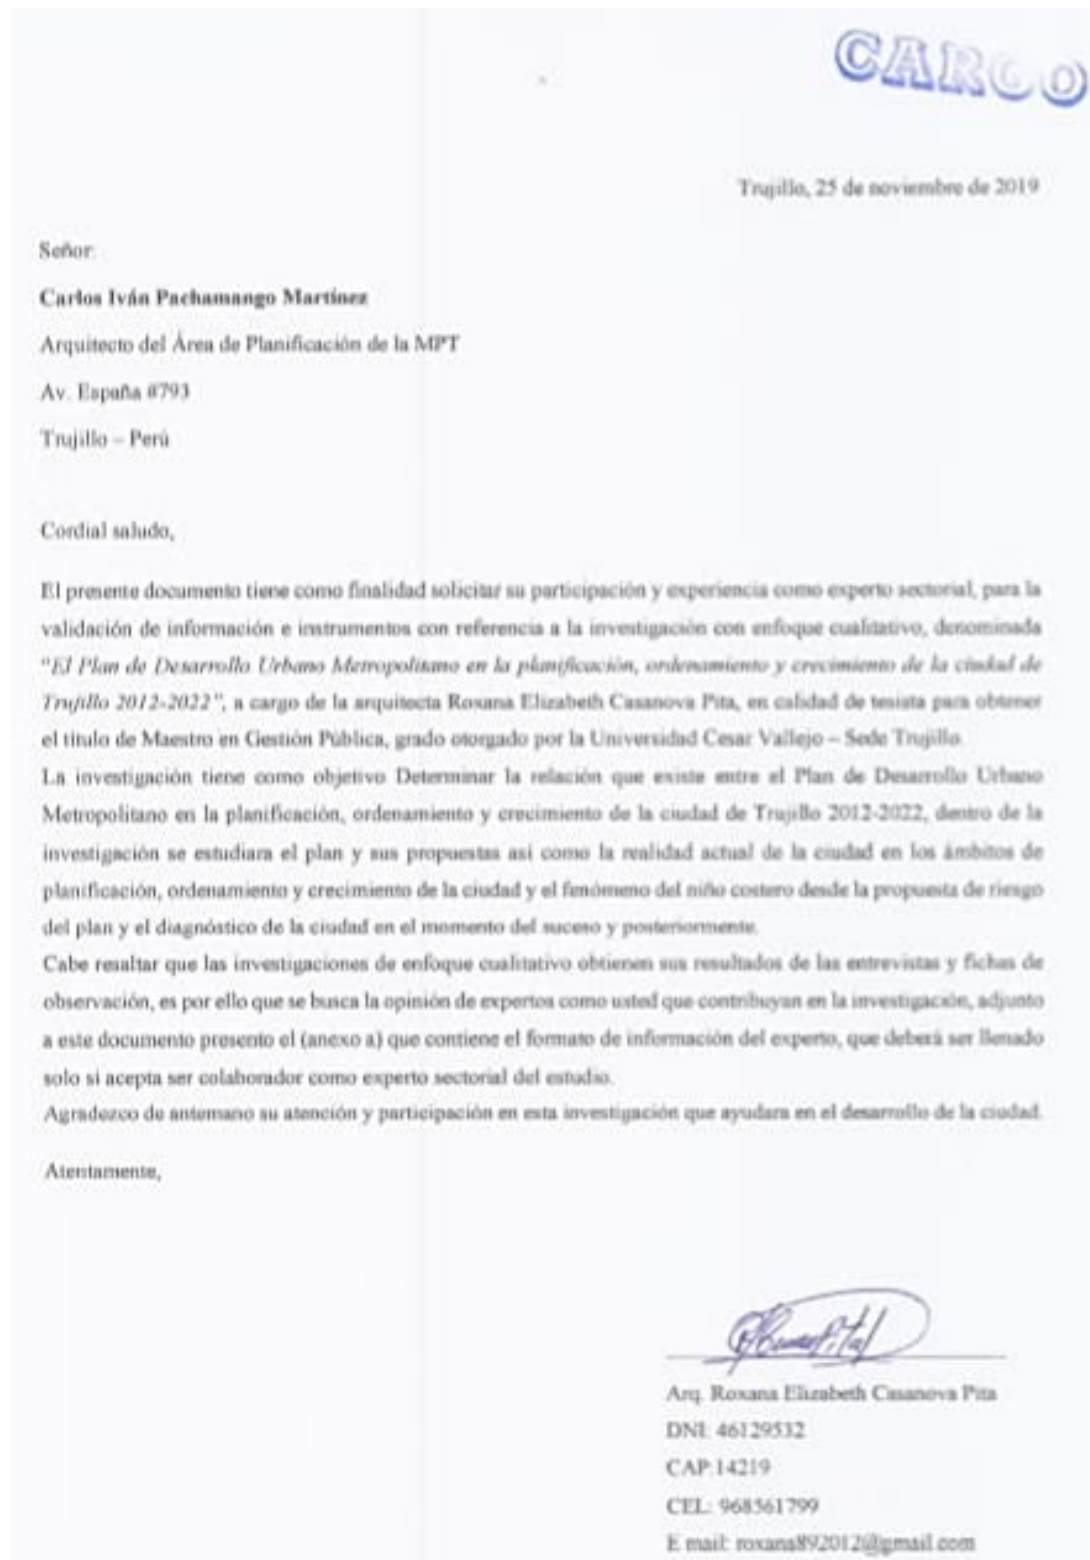 CARGO
Trujillo, 25 de noviembre de 2019
Señor:
Carlos Iván Pachamango Martínez
Arquitecto del Área de Planificación de la MPT
Av. España #793
Trujillo – Perú
Cordial saludo,
El presente documento tiene como finalidad solicitar su participación y experiencia como experto sectorial, para la
validación de información e instrumentos con referencia a la investigación con enfoque cualitativo, denominada
"El Plan de Desarrollo Urbano Metropolitano en la planificación, ordenamiento y crecimiento de la ciudad de
Trujillo 2012-2022", a cargo de la arquitecta Roxana Elizabeth Casanova Pita, en calidad de tesista para obtener
el título de Maestro en Gestión Pública, grado otorgado por la Universidad Cesar Vallejo – Sede Trujillo.
La investigación tiene como objetivo Determinar la relación que existe entre el Plan de Desarrollo Urbano
Metropolitano en la planificación, ordenamiento y crecimiento de la ciudad de Trujillo 2012-2022, dentro de la
investigación se estudiara el plan y sus propuestas así como la realidad actual de la ciudad en los ámbitos de
planificación, ordenamiento y crecimiento de la ciudad y el fenómeno del niño costero desde la propuesta de riesgo
del plan y el diagnóstico de la ciudad en el momento del suceso y posteriormente.
Cabe resaltar que las investigaciones de enfoque cualitativo obtienen sus resultados de las entrevistas y fichas de
observación, es por ello que se busca la opinión de expertos como usted que contribuyan en la investigación, adjunto
a este documento presento el (anexo a) que contiene el formato de información del experto, que deberá ser llenado
solo si acepta ser colaborador como experto sectorial del estudio.
Agradezco de antemano su atención y participación en esta investigación que ayudara en el desarrollo de la ciudad.
Atentamente,
Arq. Roxana Elizabeth Casanova Pita
DNI: 46129532
CAP:14219
CEL: 968561799
E mail: roxana892012@gmail.com